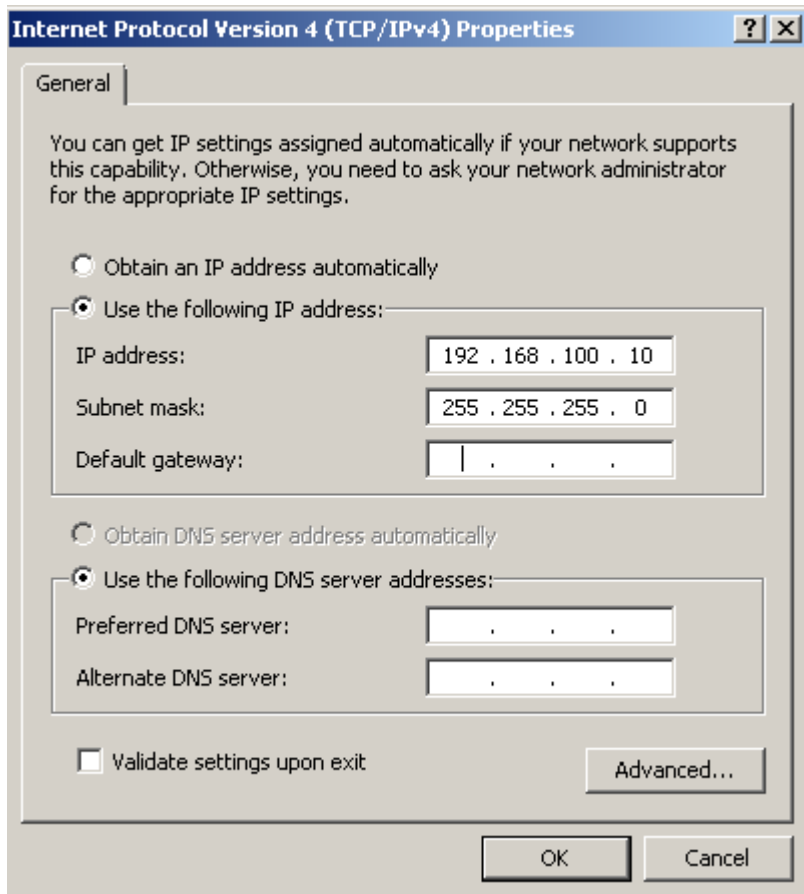 Internet Protocol Version 4 (TCP/IPv4) Properties
General
You can get IP settings assigned automatically if your network supports
this capability. Otherwise, you need to ask your network administrator
for the appropriate IP settings.
Obtain an IP address automatically
Use the following IP address:
IP address: 192 . 168 . 100 . 10
Subnet mask: 255 . 255 . 255 . 0
Default gateway: . . .
Obtain DNS server address automatically
Use the following DNS server addresses:
Preferred DNS server: . . .
Alternate DNS server: . . .
Validate settings upon exit
Advanced...
OK Cancel